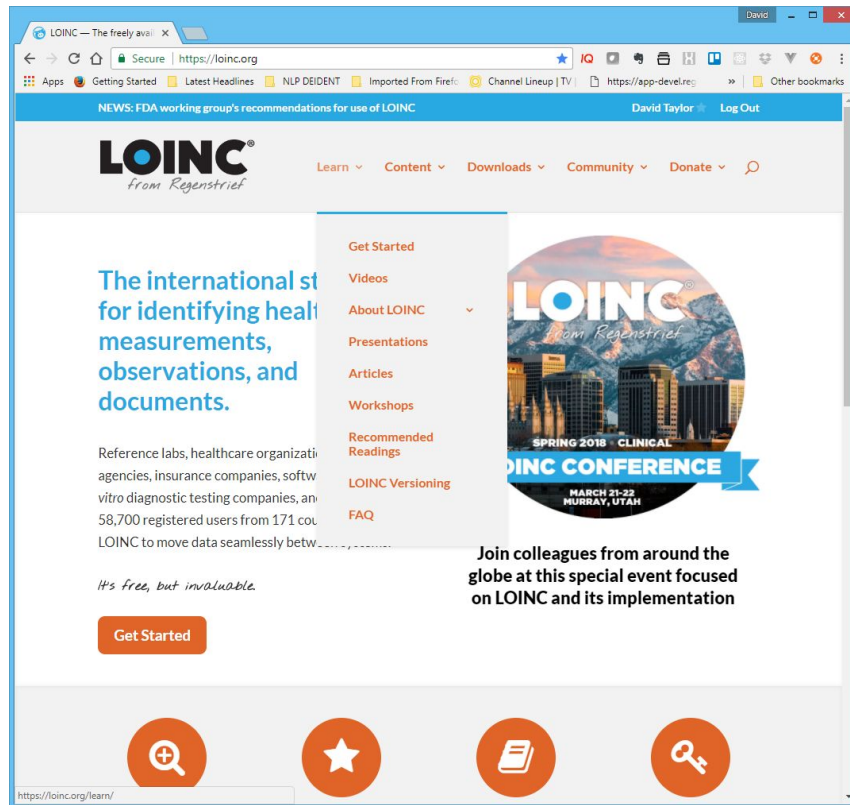 David
LOINC — The freely avail
Secure https://loinc.org
Apps Getting Started Latest Headlines NLP DEIDENT Imported From Firefo Channel Lineup | TV | https://app-devel.reg » Other bookmarks
NEWS: FDA working group's recommendations for use of LOINC David Taylor Log Out
LOINC®
from Regenstrief
Learn Content Downloads Community Donate
Get Started
Videos
About LOINC
Presentations
Articles
Workshops
Recommended
Readings
LOINC Versioning
FAQ
The international st
for identifying healt
measurements,
observations, and
documents.
Reference labs, healthcare organizati
agencies, insurance companies, softw
vitro diagnostic testing companies, an
58,700 registered users from 171 cou
LOINC to move data seamlessly betw
It's free, but invaluable.
Get Started
LOINC®
from Regenstrief
SPRING 2018 · CLINICAL
OINC CONFERENCE
MARCH 21-22
MURRAY, UTAH
Join colleagues from around the
globe at this special event focused
on LOINC and its implementation
https://loinc.org/learn/